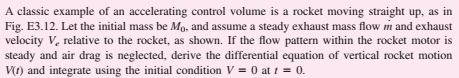 A classic example of an accelerating control volume is a rocket moving straight up, as in
Fig. E3.12. Let the initial mass be M₀, and assume a steady exhaust mass flow ṁ and exhaust
velocity Vₑ relative to the rocket, as shown. If the flow pattern within the rocket motor is
steady and air drag is neglected, derive the differential equation of vertical rocket motion
V(t) and integrate using the initial condition V = 0 at t = 0.